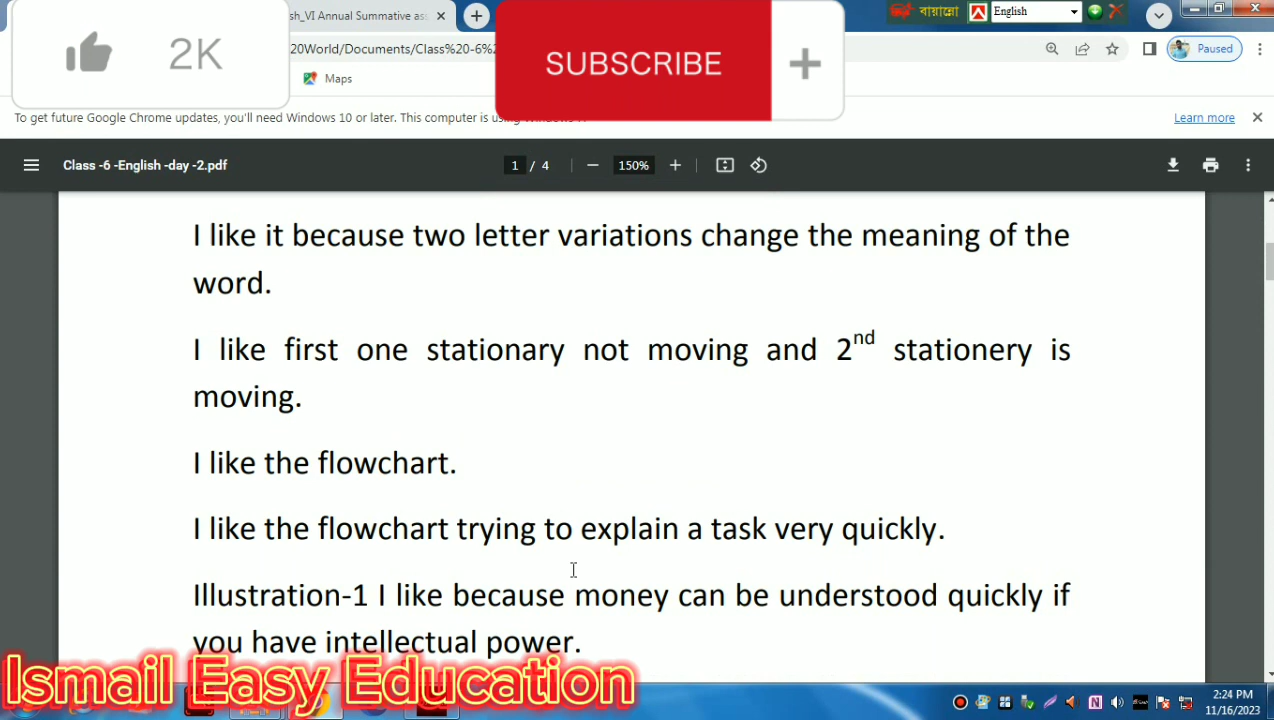 sh_VI Annual Summative as
বায়ান্নো
English
2K
SUBSCRIBE
20World/Documents/Class%20-6%2
Paused
Maps
To get future Google Chrome updates, you'll need Windows 10 or later. This computer is using
Learn more
Class -6 -English -day -2.pdf
1 / 4
150%
I like it because two letter variations change the meaning of the
word.
I like first one stationary not moving and 2nd stationery is
moving.
I like the flowchart.
I like the flowchart trying to explain a task very quickly.
Illustration-1 I like because money can be understood quickly if
you have intellectual power.
Ismail Easy Education
2:24 PM
11/16/2023